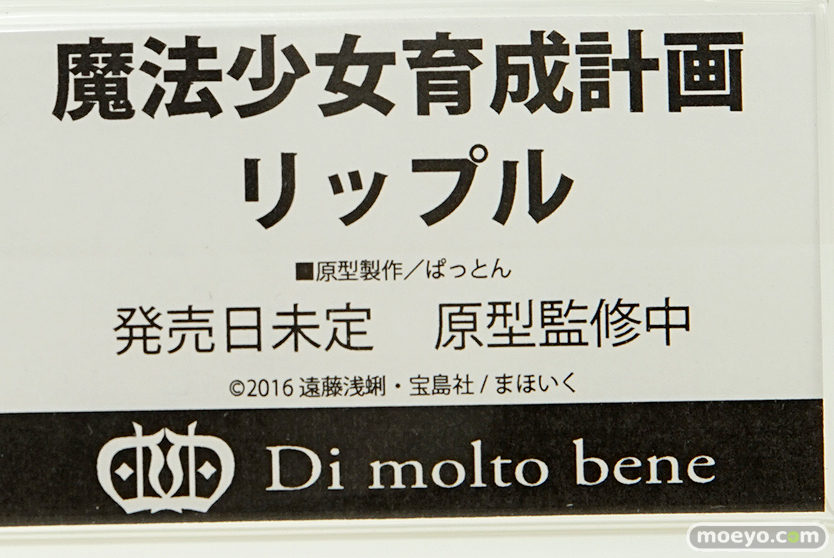 魔法少女育成計画
リップル
■原型製作／ぱっとん
発売日未定　原型監修中
©2016 遠藤浅蜊・宝島社 / まほいく
Di molto bene
moeyo.com